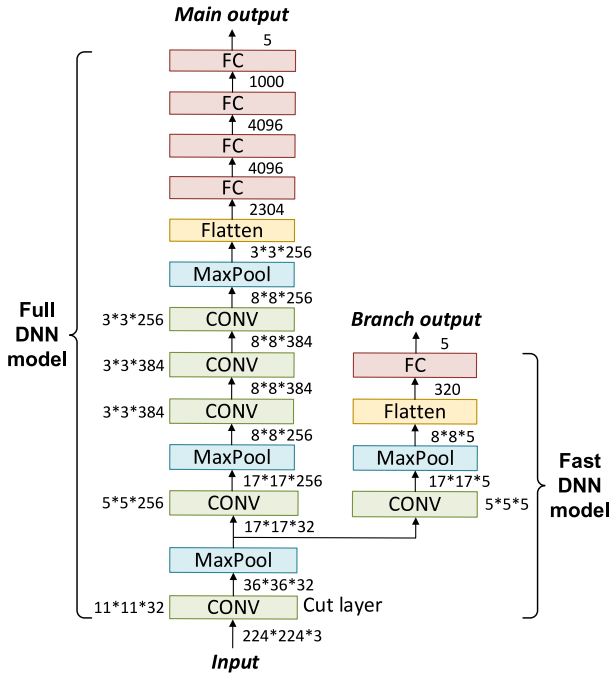 Main output
5
FC
1000
FC
4096
FC
4096
FC
2304
Flatten
3*3*256
MaxPool
8*8*256
3*3*256 CONV
8*8*384
3*3*384 CONV
8*8*384
3*3*384 CONV
8*8*256
MaxPool
17*17*256
5*5*256 CONV
17*17*32
MaxPool
36*36*32
11*11*32 CONV Cut layer
224*224*3
Input
Full
DNN
model
Branch output
5
FC
320
Flatten
8*8*5
MaxPool
17*17*5
CONV 5*5*5
Fast
DNN
model